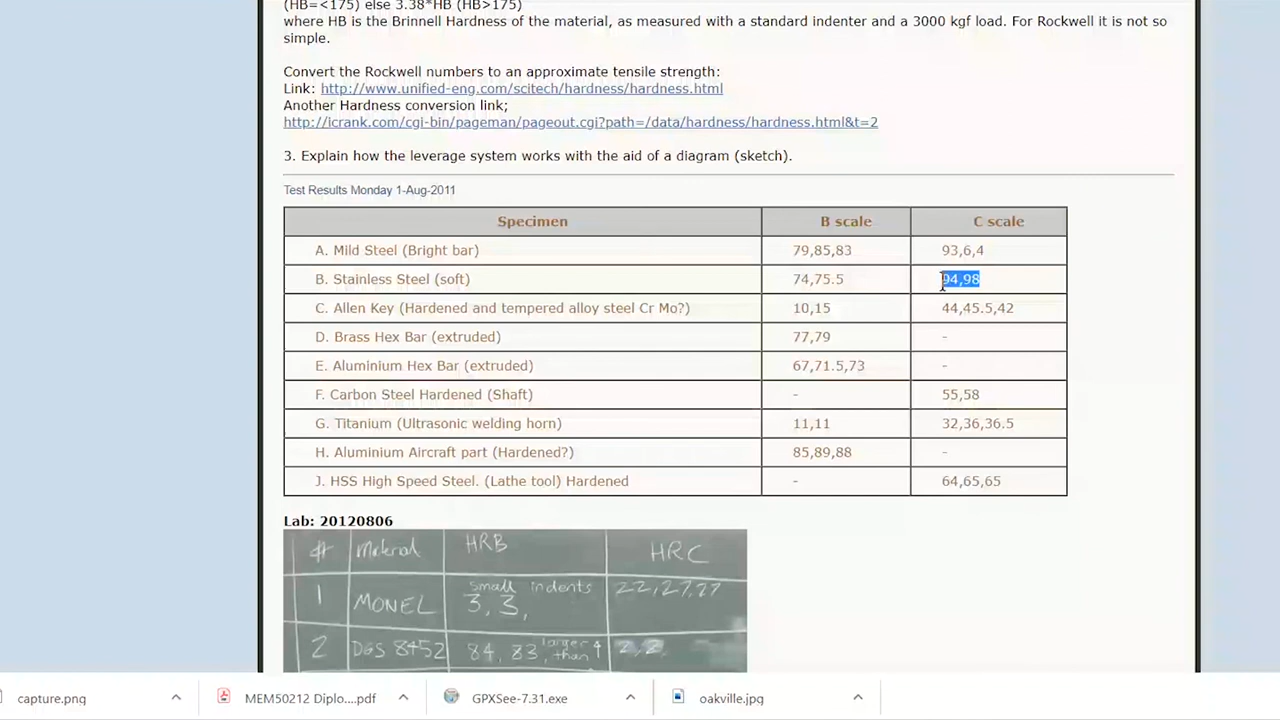 (HB=<175) else 3.38*HB (HB>175)
where HB is the Brinnell Hardness of the material, as measured with a standard indenter and a 3000 kgf load. For Rockwell it is not so
simple.
Convert the Rockwell numbers to an approximate tensile strength:
Link: http://www.unified-eng.com/scitech/hardness/hardness.html
Another Hardness conversion link;
http://icrank.com/cgi-bin/pageman/pageout.cgi?path=/data/hardness/hardness.html&t=2
3. Explain how the leverage system works with the aid of a diagram (sketch).
Test Results Monday 1-Aug-2011
Specimen B scale C scale
A. Mild Steel (Bright bar) 79,85,83 93,6,4
B. Stainless Steel (soft) 74,75.5 94,98
C. Allen Key (Hardened and tempered alloy steel Cr Mo?) 10,15 44,45.5,42
D. Brass Hex Bar (extruded) 77,79 -
E. Aluminium Hex Bar (extruded) 67,71.5,73 -
F. Carbon Steel Hardened (Shaft) - 55,58
G. Titanium (Ultrasonic welding horn) 11,11 32,36,36.5
H. Aluminium Aircraft part (Hardened?) 85,89,88 -
J. HSS High Speed Steel. (Lathe tool) Hardened - 64,65,65
Lab: 20120806
# Material HRB HRC
1 MONEL small indents 3, 3, 22,27,27
2 DGS 8452 84, 83, larger than ↑ 2,2
capture.png MEM50212 Diplo....pdf GPXSee-7.31.exe oakville.jpg